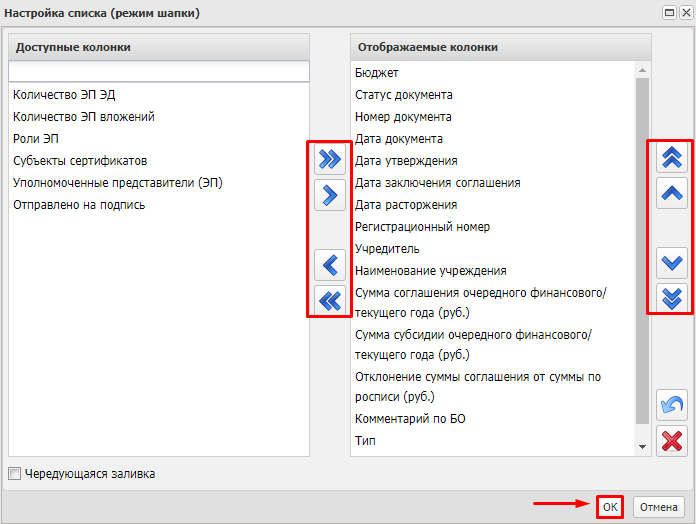 Настройка списка (режим шапки)
Доступные колонки
Количество ЭП ЭД
Количество ЭП вложений
Роли ЭП
Субъекты сертификатов
Уполномоченные представители (ЭП)
Отправлено на подпись
Отображаемые колонки
Бюджет
Статус документа
Номер документа
Дата документа
Дата утверждения
Дата заключения соглашения
Дата расторжения
Регистрационный номер
Учредитель
Наименование учреждения
Сумма соглашения очередного финансового/
текущего года (руб.)
Сумма субсидии очередного финансового/
текущего года (руб.)
Отклонение суммы соглашения от суммы по
росписи (руб.)
Комментарий по БО
Тип
Чередующаяся заливка
ОК
Отмена